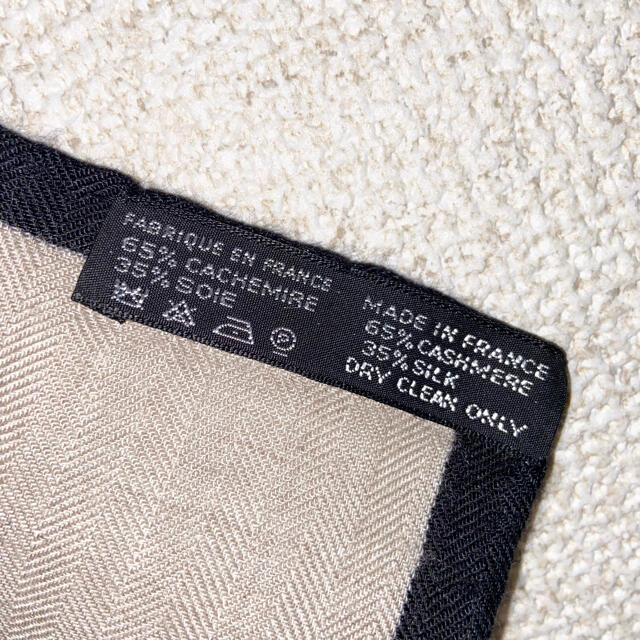 FABRIQUE EN FRANCE
65% CACHEMIRE
35% SOIE
MADE IN FRANCE
65% CASHMERE
35% SILK
DRY CLEAN ONLY